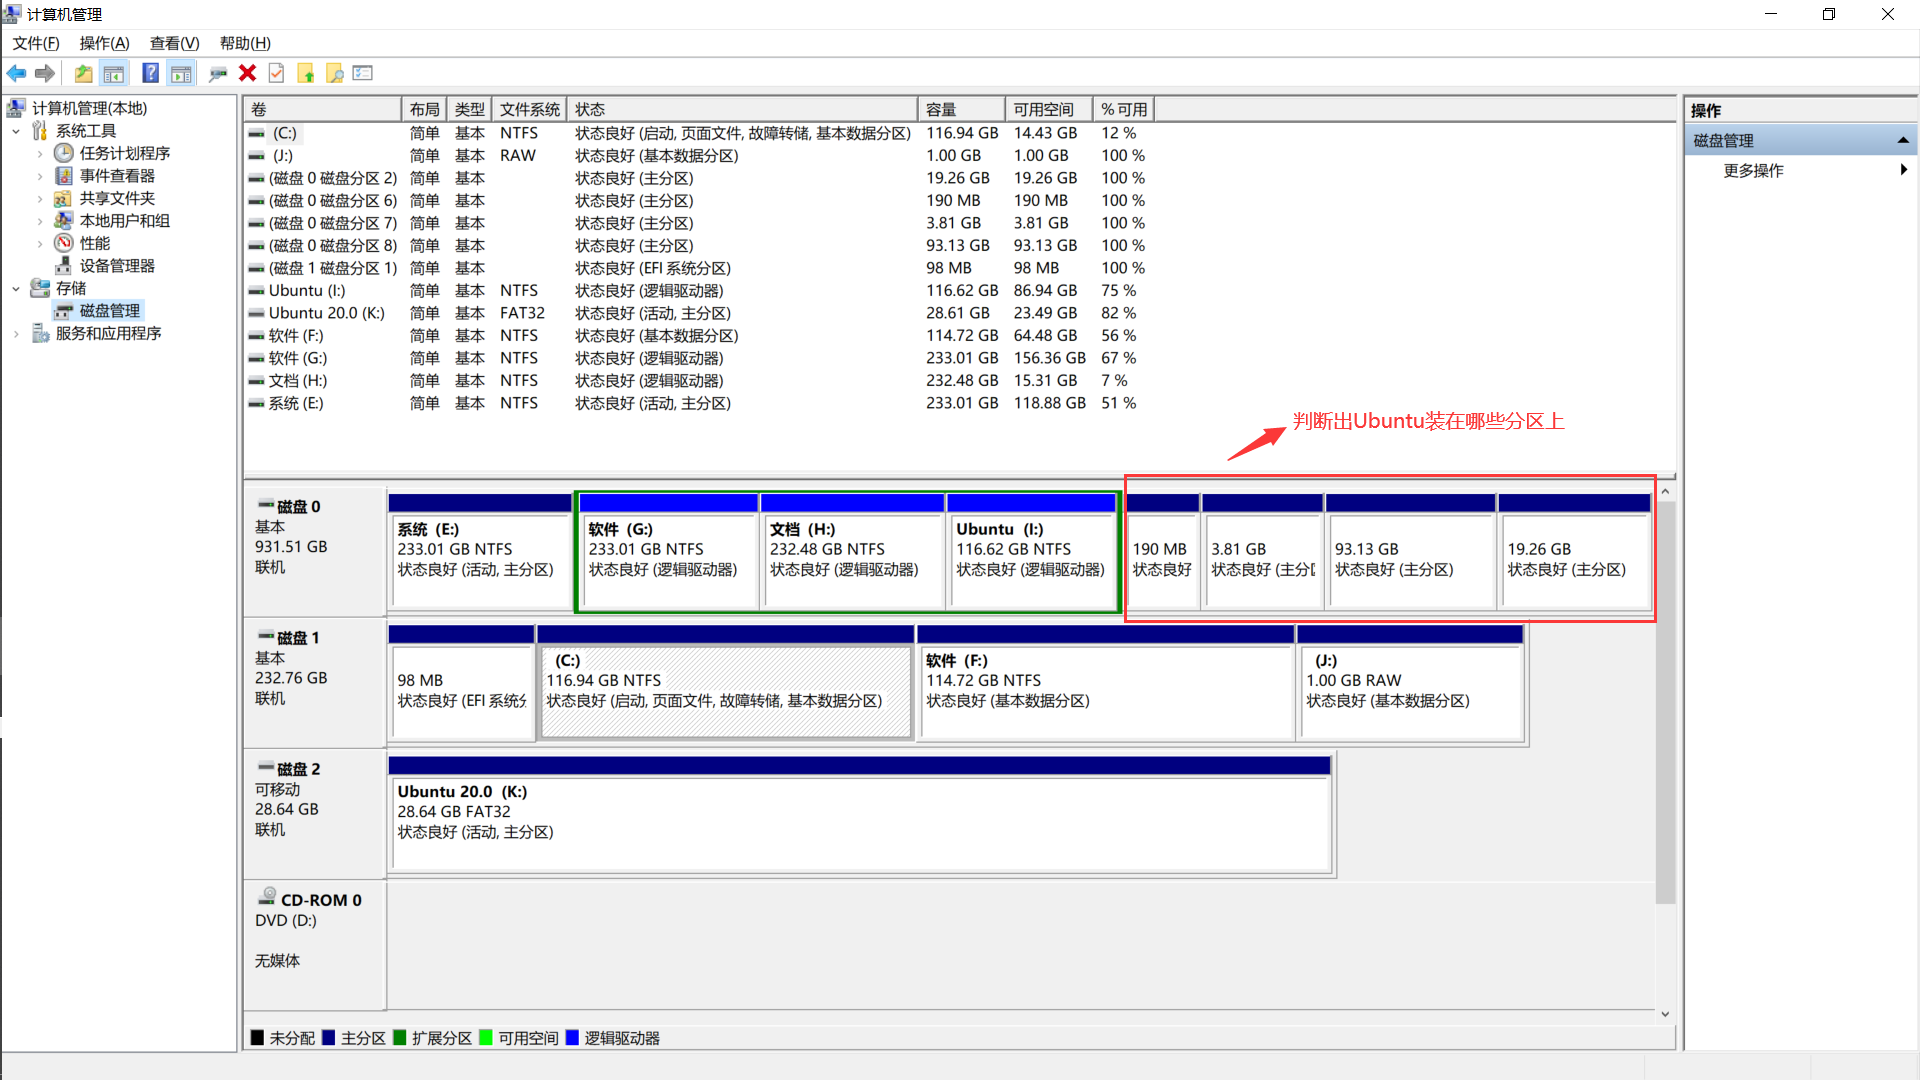 计算机管理
文件(F) 操作(A) 查看(V) 帮助(H)
计算机管理(本地)
系统工具
任务计划程序
事件查看器
共享文件夹
本地用户和组
性能
设备管理器
存储
磁盘管理
服务和应用程序
卷 布局 类型 文件系统 状态 容量 可用空间 % 可用
(C:) 简单 基本 NTFS 状态良好 (启动, 页面文件, 故障转储, 基本数据分区) 116.94 GB 14.43 GB 12 %
(J:) 简单 基本 RAW 状态良好 (基本数据分区) 1.00 GB 1.00 GB 100 %
(磁盘 0 磁盘分区 2) 简单 基本 状态良好 (主分区) 19.26 GB 19.26 GB 100 %
(磁盘 0 磁盘分区 6) 简单 基本 状态良好 (主分区) 190 MB 190 MB 100 %
(磁盘 0 磁盘分区 7) 简单 基本 状态良好 (主分区) 3.81 GB 3.81 GB 100 %
(磁盘 0 磁盘分区 8) 简单 基本 状态良好 (主分区) 93.13 GB 93.13 GB 100 %
(磁盘 1 磁盘分区 1) 简单 基本 状态良好 (EFI 系统分区) 98 MB 98 MB 100 %
Ubuntu (I:) 简单 基本 NTFS 状态良好 (逻辑驱动器) 116.62 GB 86.94 GB 75 %
Ubuntu 20.0 (K:) 简单 基本 FAT32 状态良好 (活动, 主分区) 28.61 GB 23.49 GB 82 %
软件 (F:) 简单 基本 NTFS 状态良好 (基本数据分区) 114.72 GB 64.48 GB 56 %
软件 (G:) 简单 基本 NTFS 状态良好 (逻辑驱动器) 233.01 GB 156.36 GB 67 %
文档 (H:) 简单 基本 NTFS 状态良好 (逻辑驱动器) 232.48 GB 15.31 GB 7 %
系统 (E:) 简单 基本 NTFS 状态良好 (活动, 主分区) 233.01 GB 118.88 GB 51 %
判断出Ubuntu装在哪些分区上
磁盘 0
基本
931.51 GB
联机
系统 (E:)
233.01 GB NTFS
状态良好 (活动, 主分区)
软件 (G:)
233.01 GB NTFS
状态良好 (逻辑驱动器)
文档 (H:)
232.48 GB NTFS
状态良好 (逻辑驱动器)
Ubuntu (I:)
116.62 GB NTFS
状态良好 (逻辑驱动器)
190 MB
状态良好
3.81 GB
状态良好 (主分
93.13 GB
状态良好 (主分区)
19.26 GB
状态良好 (主分区)
磁盘 1
基本
232.76 GB
联机
98 MB
状态良好 (EFI 系统分
(C:)
116.94 GB NTFS
状态良好 (启动, 页面文件, 故障转储, 基本数据分区)
软件 (F:)
114.72 GB NTFS
状态良好 (基本数据分区)
(J:)
1.00 GB RAW
状态良好 (基本数据分区)
磁盘 2
可移动
28.64 GB
联机
Ubuntu 20.0 (K:)
28.64 GB FAT32
状态良好 (活动, 主分区)
CD-ROM 0
DVD (D:)
无媒体
未分配 主分区 扩展分区 可用空间 逻辑驱动器
操作
磁盘管理
更多操作